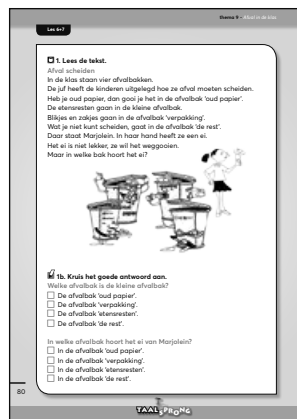 thema 9 - Afval in de klas
Les 6+7
1. Lees de tekst.
Afval scheiden
In de klas staan vier afvalbakken.
De juf heeft de kinderen uitgelegd hoe ze afval moeten scheiden.
Heb je oud papier, dan gooi je het in de afvalbak 'oud papier'.
De etensresten gaan in de kleine afvalbak.
Blikjes en zakjes gaan in de afvalbak 'verpakking'.
Wat je niet kunt scheiden, gaat in de afvalbak 'de rest'.
Daar staat Marjolein. In haar hand heeft ze een ei.
Het ei is niet lekker, ze wil het weggooien.
Maar in welke bak hoort het ei?
1b. Kruis het goede antwoord aan.
Welke afvalbak is de kleine afvalbak?
De afvalbak 'oud papier'.
De afvalbak 'verpakking'.
De afvalbak 'etensresten'.
De afvalbak 'de rest'.
In welke afvalbak hoort het ei van Marjolein?
In de afvalbak 'oud papier'.
In de afvalbak 'verpakking'.
In de afvalbak 'etensresten'.
In de afvalbak 'de rest'.
80
TAALSPRONG